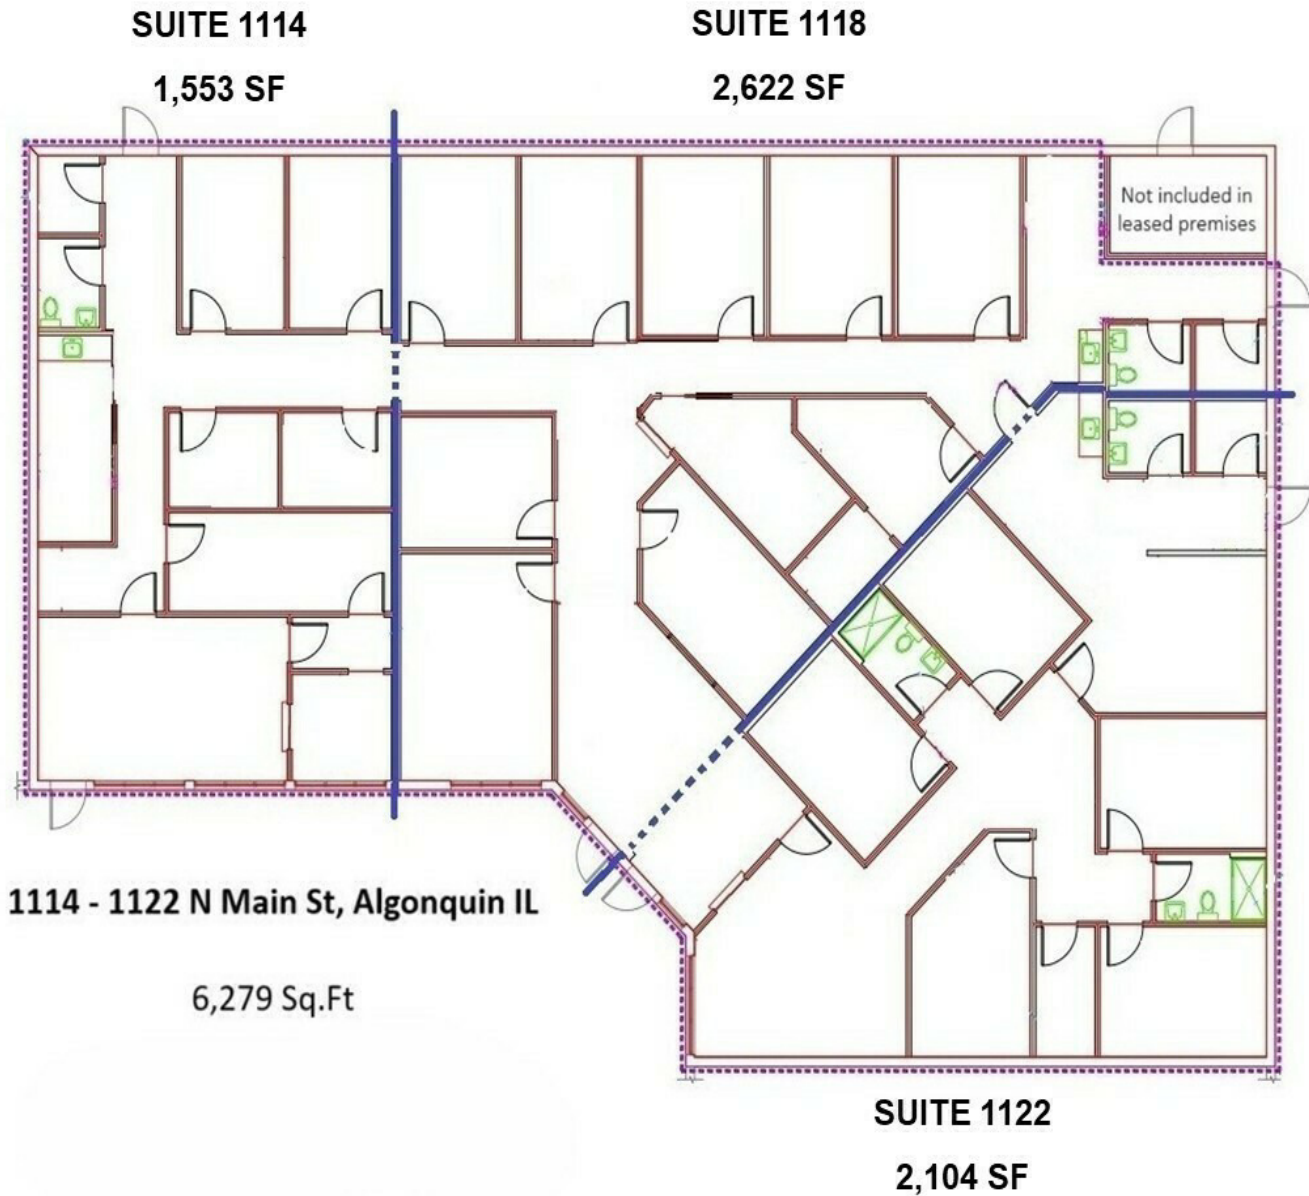 SUITE 1114
1,553 SF
SUITE 1118
2,622 SF
Not included in
leased premises
1114 - 1122 N Main St, Algonquin IL
6,279 Sq.Ft
SUITE 1122
2,104 SF